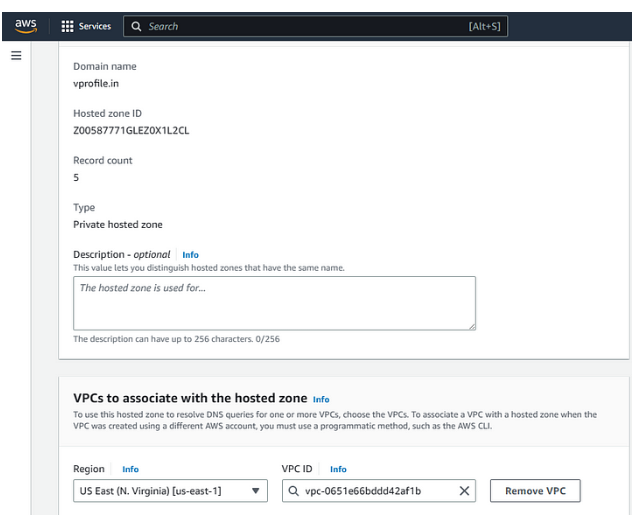 aws
Services
Search
[Alt+S]
Domain name
vprofile.in
Hosted zone ID
Z00587771GLEZ0X1L2CL
Record count
5
Type
Private hosted zone
Description - optional Info
This value lets you distinguish hosted zones that have the same name.
The hosted zone is used for...
The description can have up to 256 characters. 0/256
VPCs to associate with the hosted zone Info
To use this hosted zone to resolve DNS queries for one or more VPCs, choose the VPCs. To associate a VPC with a hosted zone when the
VPC was created using a different AWS account, you must use a programmatic method, such as the AWS CLI.
Region Info
VPC ID Info
US East (N. Virginia) [us-east-1]
vpc-0651e66bddd42af1b
Remove VPC